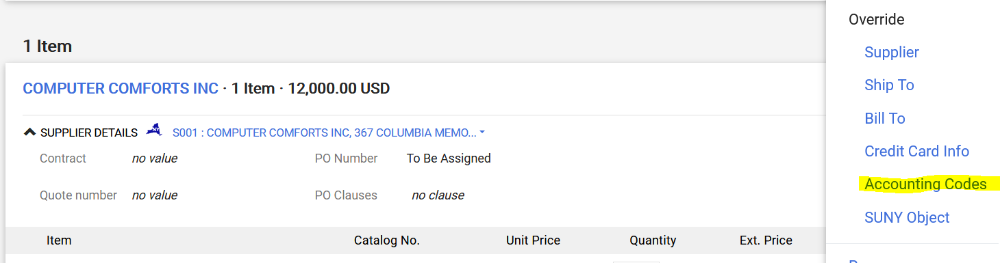 1 Item
COMPUTER COMFORTS INC · 1 Item · 12,000.00 USD
SUPPLIER DETAILS NY S001 : COMPUTER COMFORTS INC, 367 COLUMBIA MEMO...
Contract no value PO Number To Be Assigned
Quote number no value PO Clauses no clause
Item Catalog No. Unit Price Quantity Ext. Price
Override
Supplier
Ship To
Bill To
Credit Card Info
Accounting Codes
SUNY Object